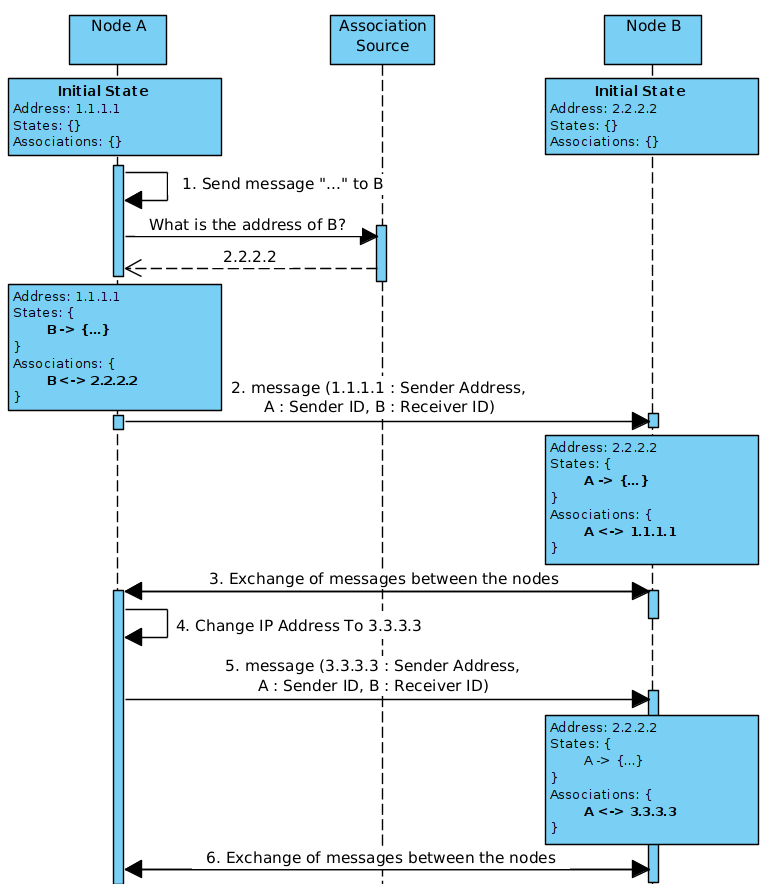 Node A
Association
Source
Node B
Initial State
Address: 1.1.1.1
States: {}
Associations: {}
Initial State
Address: 2.2.2.2
States: {}
Associations: {}
1. Send message "..." to B
What is the address of B?
2.2.2.2
Address: 1.1.1.1
States: {
B -> {...}
}
Associations: {
B <-> 2.2.2.2
}
2. message (1.1.1.1 : Sender Address,
A : Sender ID, B : Receiver ID)
Address: 2.2.2.2
States: {
A -> {...}
}
Associations: {
A <-> 1.1.1.1
}
3. Exchange of messages between the nodes
4. Change IP Address To 3.3.3.3
5. message (3.3.3.3 : Sender Address,
A : Sender ID, B : Receiver ID)
Address: 2.2.2.2
States: {
A -> {...}
}
Associations: {
A <-> 3.3.3.3
}
6. Exchange of messages between the nodes